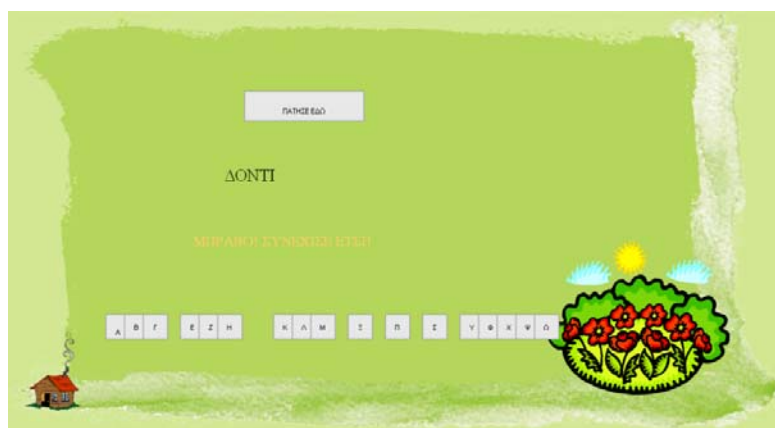 ΠΑΤΗΣΕ ΕΔΩ
ΔΟΝΤΙ
ΜΠΡΑΒΟ! ΣΥΝΕΧΙΣΕ ΕΤΣΙ!
Α Β Γ Ε Ζ Η Κ Λ Μ Ξ Π Σ Υ Φ Χ Ψ Ω